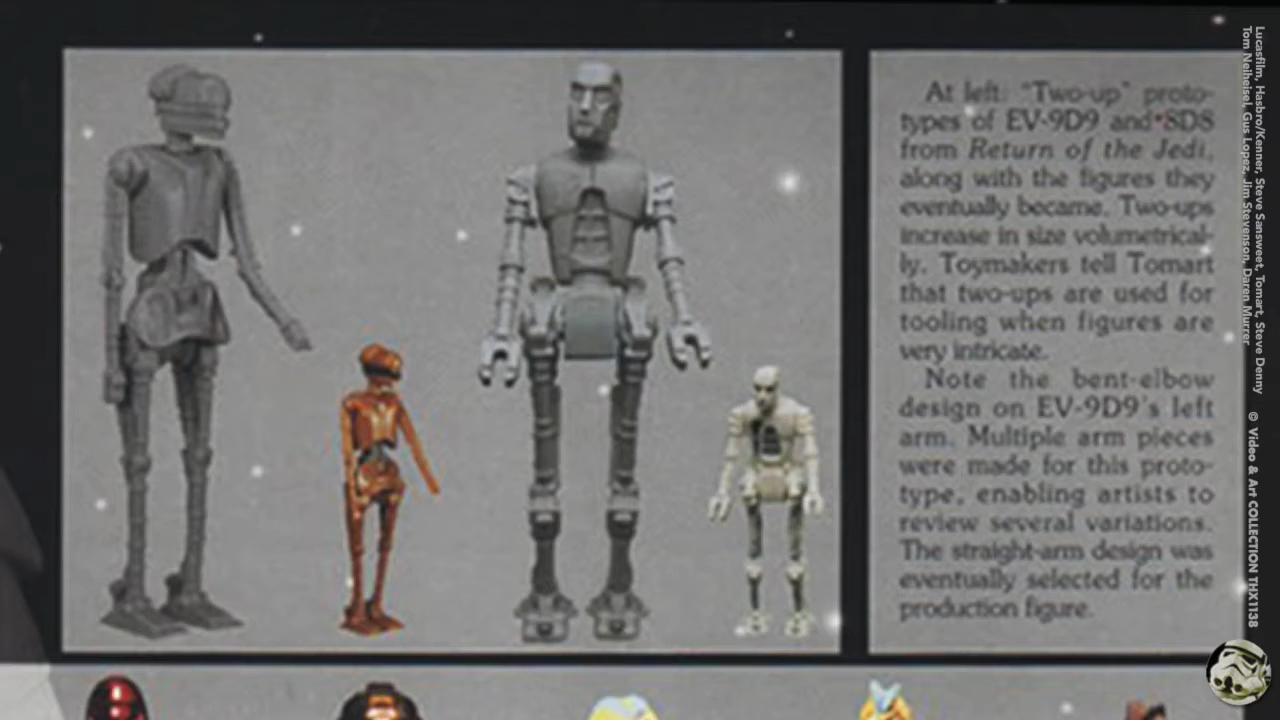 At left: "Two-up" proto-
types of EV-9D9 and 8D8
from Return of the Jedi,
along with the figures they
eventually became. Two-ups
increase in size volumetrical-
ly. Toymakers tell Tomart
that two-ups are used for
tooling when figures are
very intricate.
Note the bent-elbow
design on EV-9D9's left
arm. Multiple arm pieces
were made for this proto-
type, enabling artists to
review several variations.
The straight-arm design was
eventually selected for the
production figure.
Lucasfilm, Hasbro/Kenner, Steve Sansweet, Tomart, Steve Denny
Tom Neiheisel, Gus Lopez, Jim Stevenson, Daren Murrer
© Video & Art COLLECTION THX1138